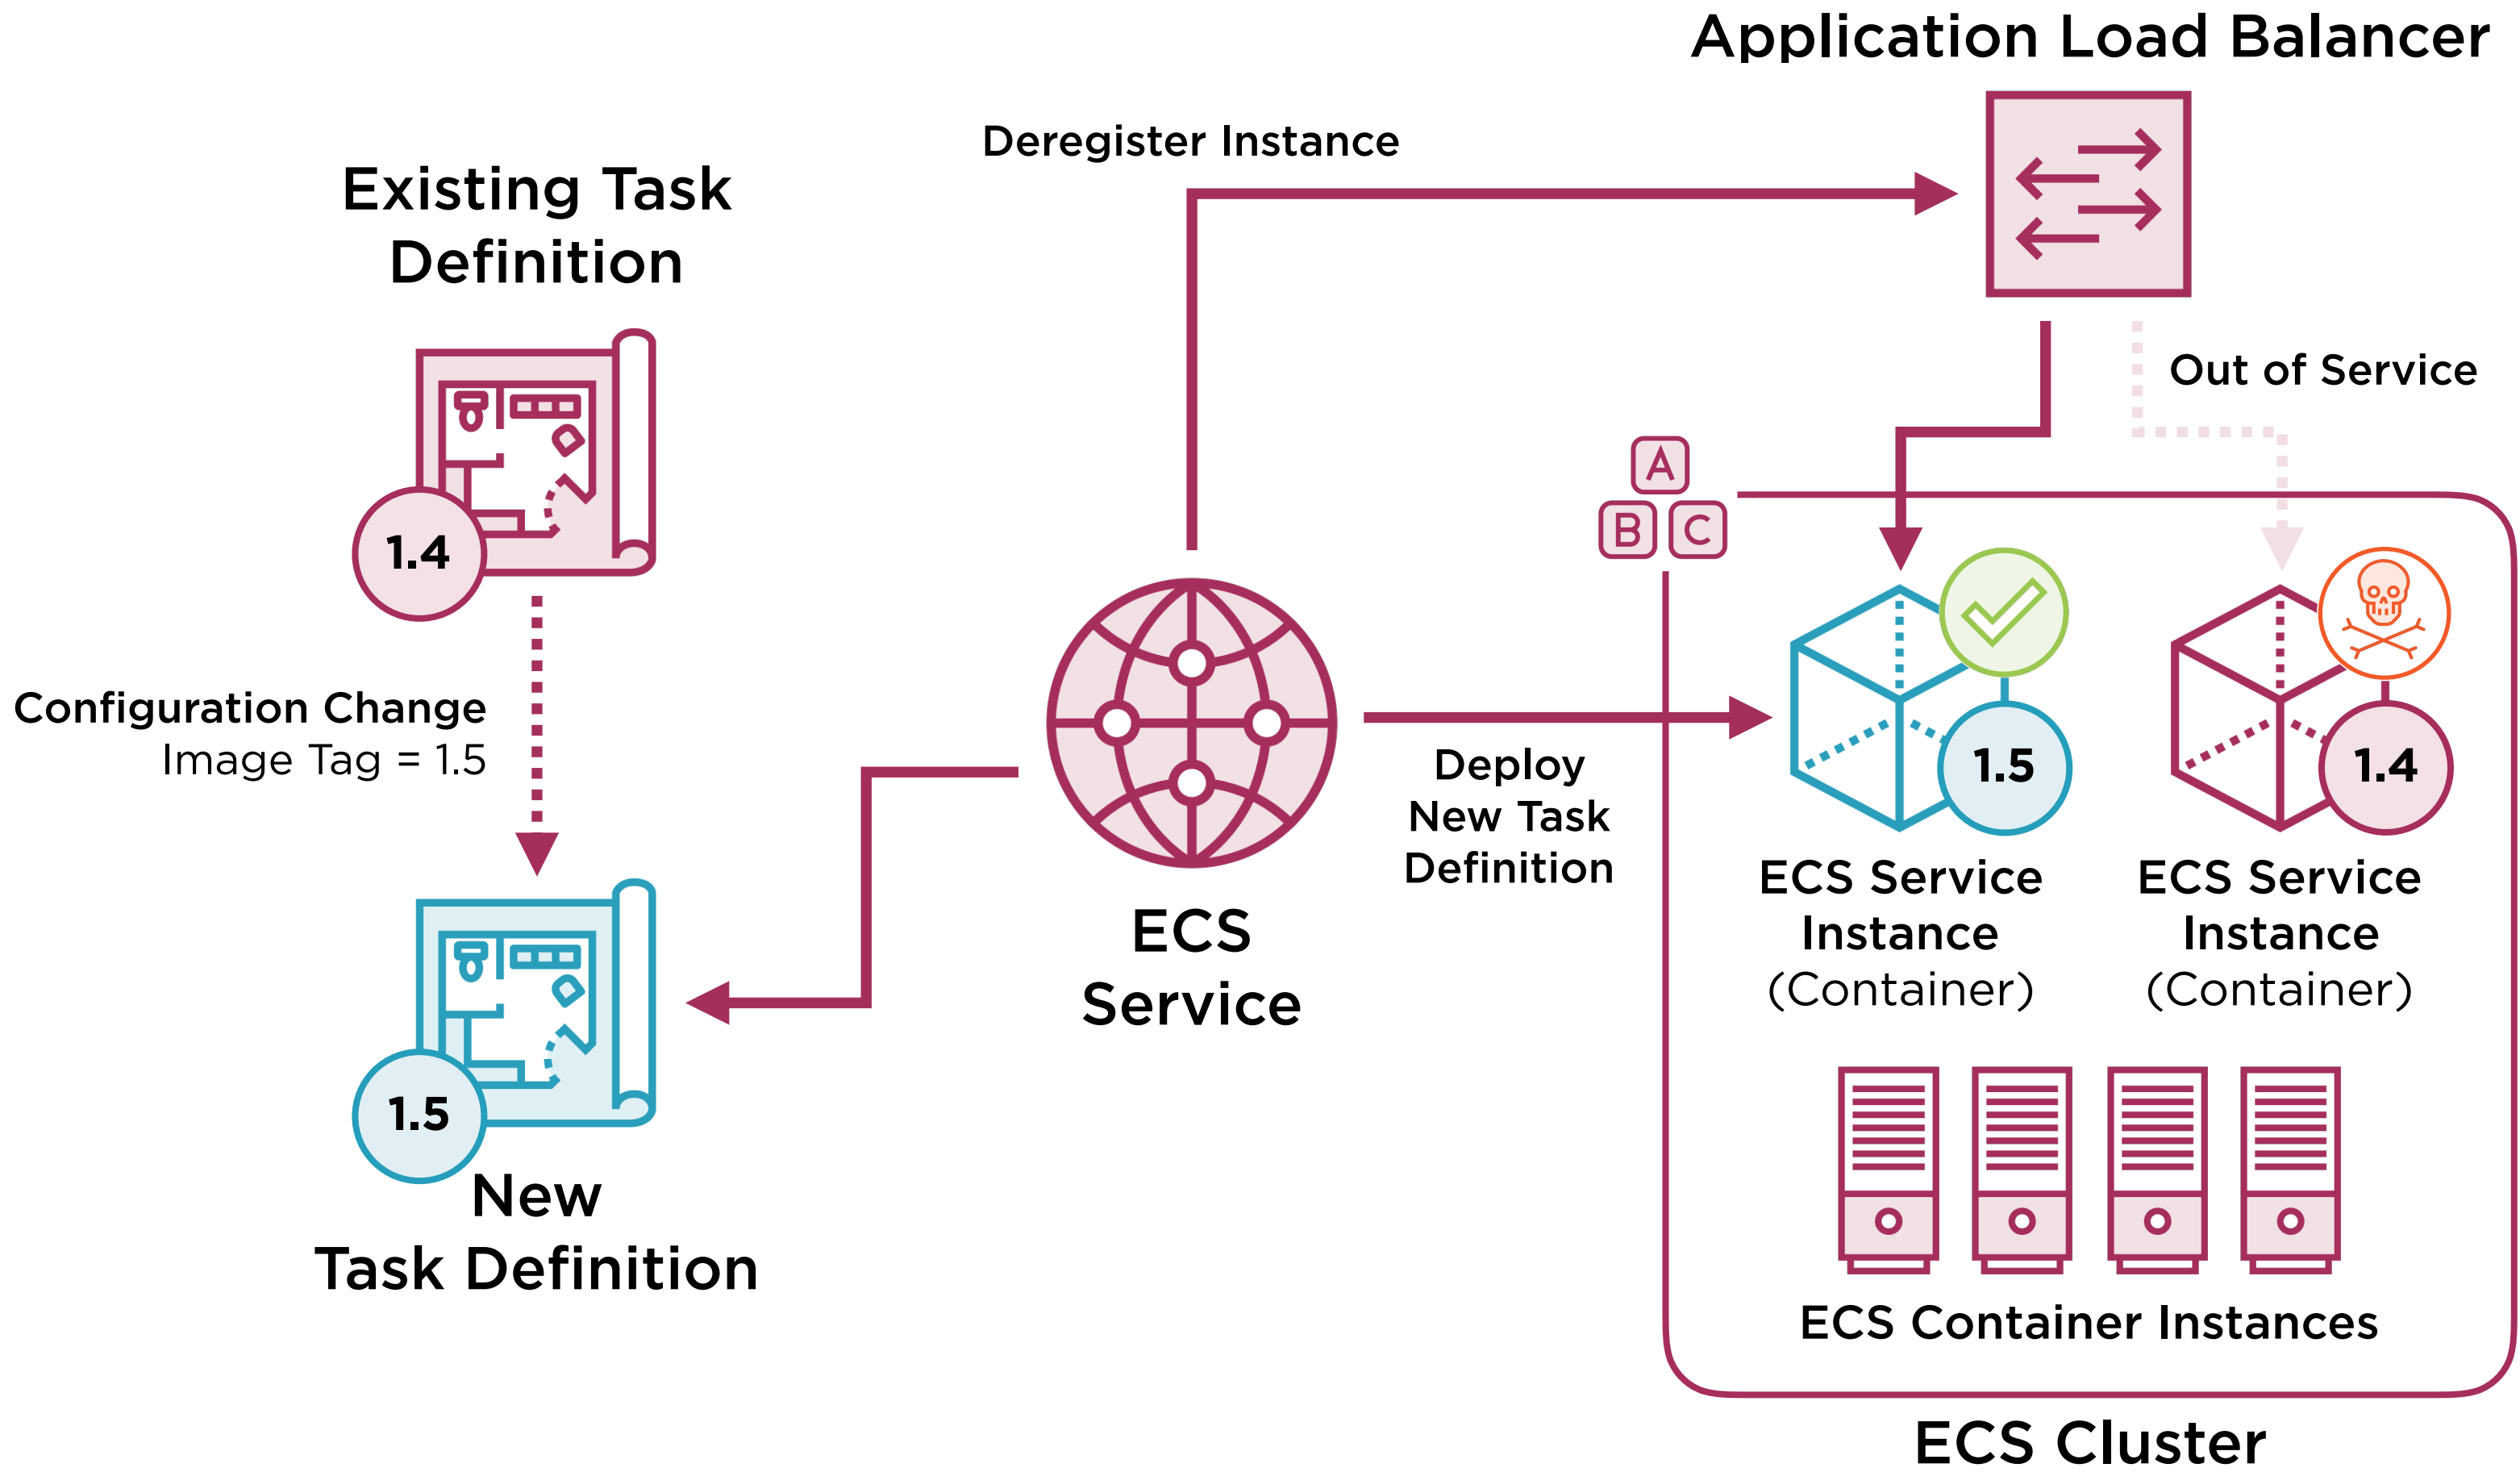 Application Load Balancer
Deregister Instance
Existing Task
Definition
Out of Service
A
B
C
1.4
Configuration Change
Image Tag = 1.5
Deploy
New Task
Definition
1.5
1.4
ECS Service
Instance
(Container)
ECS Service
Instance
(Container)
ECS
Service
1.5
New
Task Definition
ECS Container Instances
ECS Cluster